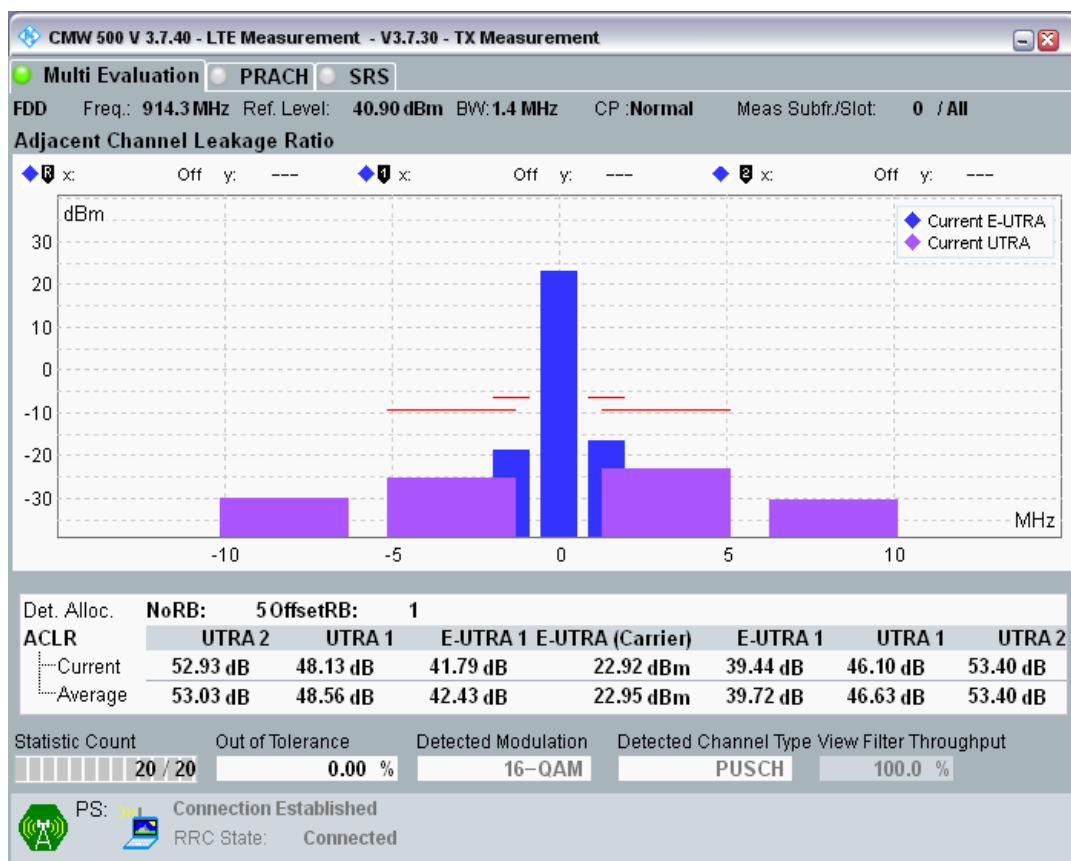 CMW 500 V 3.7.40 - LTE Measurement - V3.7.30 - TX Measurement
Multi Evaluation PRACH SRS
FDD Freq.: 914.3 MHz Ref. Level: 40.90 dBm BW: 1.4 MHz CP :Normal Meas Subfr./Slot: 0 / All
Adjacent Channel Leakage Ratio
R x: Off y: --- 1 x: Off y: --- 2 x: Off y: ---
dBm
Current E-UTRA
Current UTRA
30
20
10
0
-10
-20
-30
MHz
-10 -5 0 5 10
Det. Alloc. NoRB: 5 OffsetRB: 1
ACLR UTRA 2 UTRA 1 E-UTRA 1 E-UTRA (Carrier) E-UTRA 1 UTRA 1 UTRA 2
Current 52.93 dB 48.13 dB 41.79 dB 22.92 dBm 39.44 dB 46.10 dB 53.40 dB
Average 53.03 dB 48.56 dB 42.43 dB 22.95 dBm 39.72 dB 46.63 dB 53.40 dB
Statistic Count Out of Tolerance Detected Modulation Detected Channel Type View Filter Throughput
20 / 20 0.00 % 16-QAM PUSCH 100.0 %
PS: Connection Established
RRC State: Connected